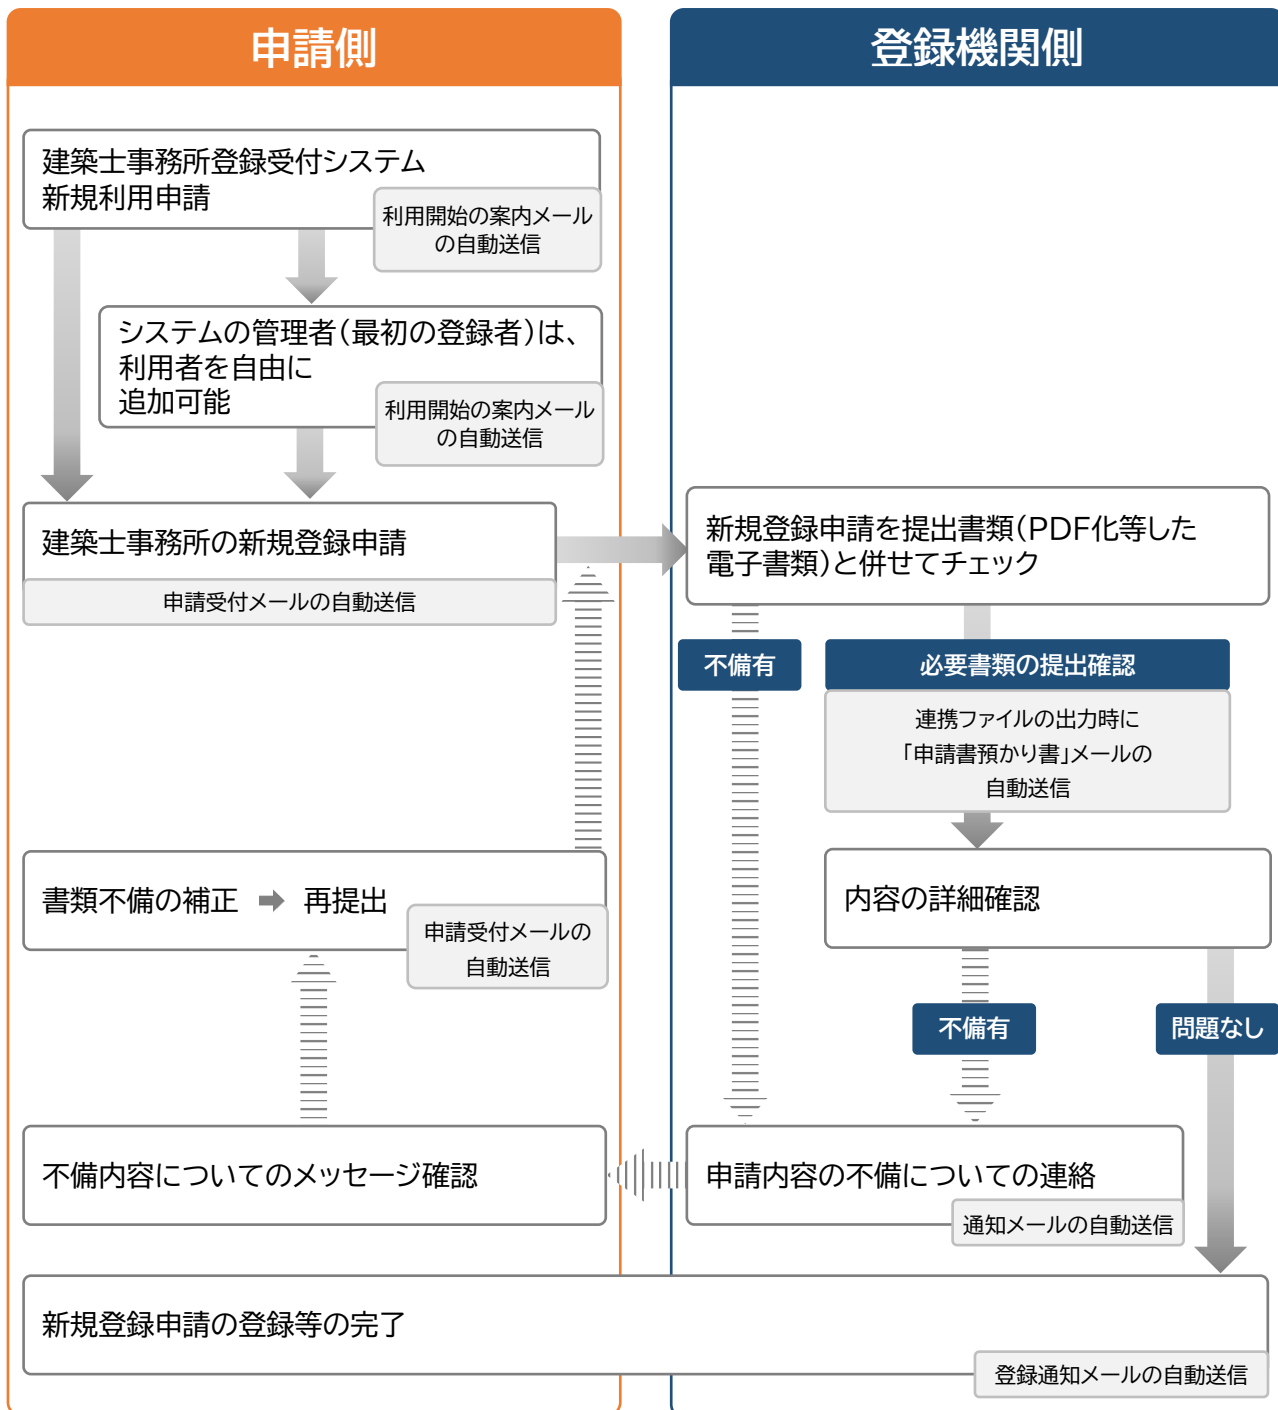 申請側
登録機関側
建築士事務所登録受付システム
新規利用申請
利用開始の案内メール
の自動送信
システムの管理者(最初の登録者)は、
利用者を自由に
追加可能
利用開始の案内メール
の自動送信
建築士事務所の新規登録申請
申請受付メールの自動送信
新規登録申請を提出書類(PDF化等した
電子書類)と併せてチェック
不備有
必要書類の提出確認
連携ファイルの出力時に
「申請書預かり書」メールの
自動送信
書類不備の補正 ➡ 再提出
申請受付メールの
自動送信
内容の詳細確認
不備有
問題なし
不備内容についてのメッセージ確認
申請内容の不備についての連絡
通知メールの自動送信
新規登録申請の登録等の完了
登録通知メールの自動送信